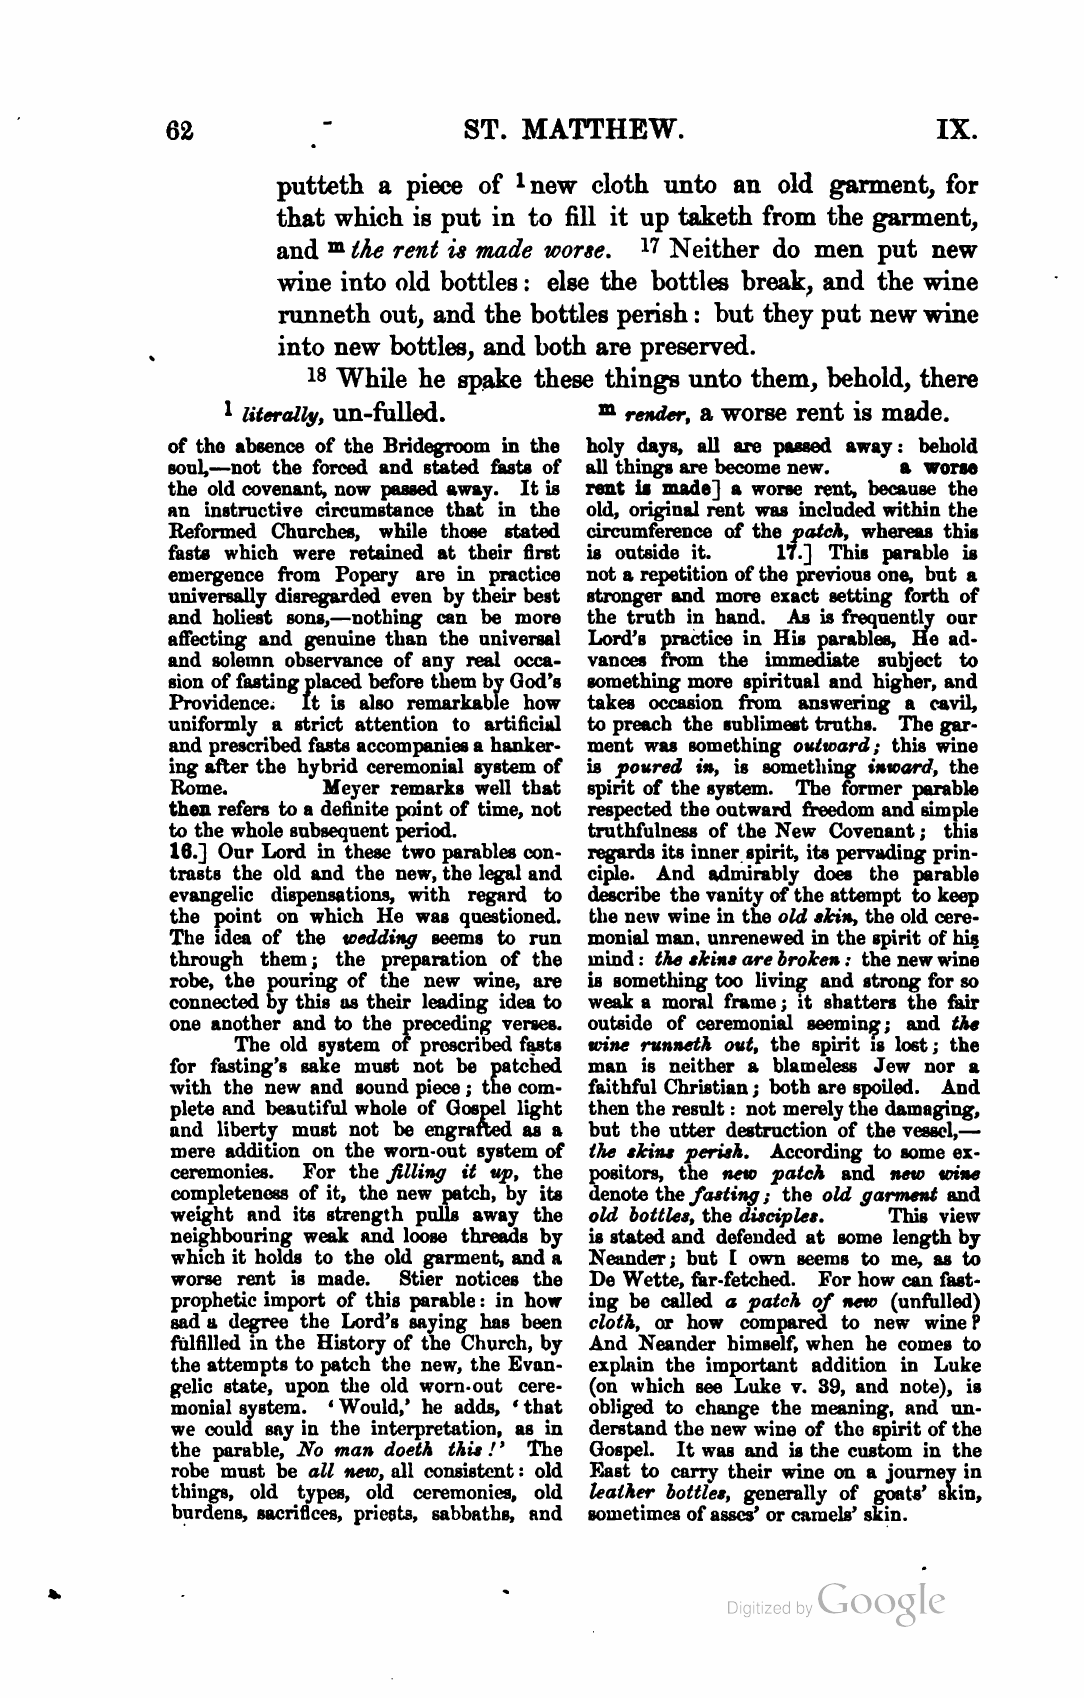 62 ST. MATTHEW. IX.
putteth a piece of l new cloth unto an old garment, for
that which is put in to fill it up taketh from the garment,
and m the rent is made worse. 17 Neither do men put new
wine into old bottles: else the bottles break, and the wine
runneth out, and the bottles perish: but they put new wine
into new bottles, and both are preserved.
18 While he spake these things unto them, behold, there
l literally, un-fulled.
m render, a worse rent is made.
of the absence of the Bridegroom in the
soul,—not the forced and stated fasts of
the old covenant, now passed away. It is
an instructive circumstance that in the
Reformed Churches, while those stated
fasts which were retained at their first
emergence from Popery are in practice
universally disregarded even by their best
and holiest sons,—nothing can be more
affecting and genuine than the universal
and solemn observance of any real occa-
sion of fasting placed before them by God's
Providence. It is also remarkable how
uniformly a strict attention to artificial
and prescribed fasts accompanies a hanker-
ing after the hybrid ceremonial system of
Rome. Meyer remarks well that
then refers to a definite point of time, not
to the whole subsequent period.
16.] Our Lord in these two parables con-
trasts the old and the new, the legal and
evangelic dispensations, with regard to
the point on which He was questioned.
The idea of the wedding seems to run
through them; the preparation of the
robe, the pouring of the new wine, are
connected by this as their leading idea to
one another and to the preceding verses.
The old system of prescribed fasts
for fasting's sake must not be patched
with the new and sound piece; the com-
plete and beautiful whole of Gospel light
and liberty must not be engrafted as a
mere addition on the worn-out system of
ceremonies. For the filling it up, the
completeness of it, the new patch, by its
weight and its strength pulls away the
neighbouring weak and loose threads by
which it holds to the old garment, and a
worse rent is made. Stier notices the
prophetic import of this parable: in how
sad a degree the Lord's saying has been
fulfilled in the History of the Church, by
the attempts to patch the new, the Evan-
gelic state, upon the old worn-out cere-
monial system. 'Would,' he adds, 'that
we could say in the interpretation, as in
the parable, No man doeth this!' The
robe must be all new, all consistent: old
things, old types, old ceremonies, old
burdens, sacrifices, priests, sabbaths, and
holy days, all are passed away: behold
all things are become new. a worse
rent is made] a worse rent, because the
old, original rent was included within the
circumference of the patch, whereas this
is outside it. 17.] This parable is
not a repetition of the previous one, but a
stronger and more exact setting forth of
the truth in hand. As is frequently our
Lord's practice in His parables, He ad-
vances from the immediate subject to
something more spiritual and higher, and
takes occasion from answering a cavil,
to preach the sublimest truths. The gar-
ment was something outward; this wine
is poured in, is something inward, the
spirit of the system. The former parable
respected the outward freedom and simple
truthfulness of the New Covenant; this
regards its inner spirit, its pervading prin-
ciple. And admirably does the parable
describe the vanity of the attempt to keep
the new wine in the old skin, the old cere-
monial man, unrenewed in the spirit of his
mind: the skins are broken: the new wine
is something too living and strong for so
weak a moral frame; it shatters the fair
outside of ceremonial seeming; and the
wine runneth out, the spirit is lost; the
man is neither a blameless Jew nor a
faithful Christian; both are spoiled. And
then the result: not merely the damaging,
but the utter destruction of the vessel,—
the skins perish. According to some ex-
positors, the new patch and new wine
denote the fasting; the old garment and
old bottles, the disciples. This view
is stated and defended at some length by
Neander; but I own seems to me, as to
De Wette, far-fetched. For how can fast-
ing be called a patch of new (unfulled)
cloth, or how compared to new wine?
And Neander himself, when he comes to
explain the important addition in Luke
(on which see Luke v. 39, and note), is
obliged to change the meaning, and un-
derstand the new wine of the spirit of the
Gospel. It was and is the custom in the
East to carry their wine on a journey in
leather bottles, generally of goats' skin,
sometimes of asses' or camels' skin.
Digitized by Google